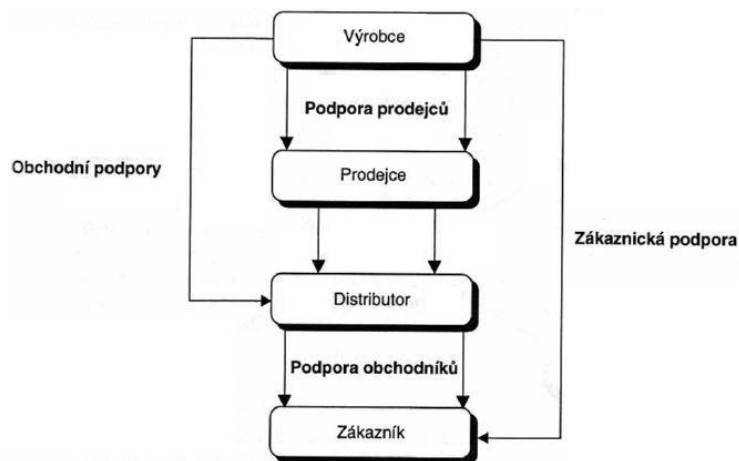 Výrobce
Podpora prodejců
Obchodní podpory
Prodejce
Zákaznická podpora
Distributor
Podpora obchodníků
Zákazník